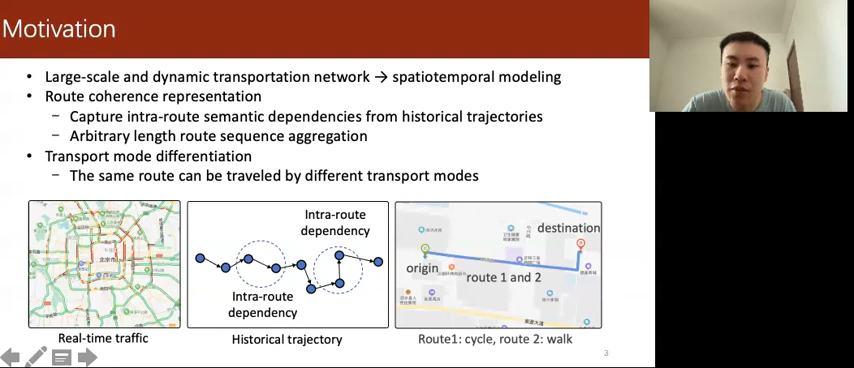 Motivation
• Large-scale and dynamic transportation network → spatiotemporal modeling
• Route coherence representation
– Capture intra-route semantic dependencies from historical trajectories
– Arbitrary length route sequence aggregation
• Transport mode differentiation
– The same route can be traveled by different transport modes
Intra-route
dependency
Intra-route
dependency
destination
origin
route 1 and 2
北京市
Real-time traffic
Historical trajectory
Route1: cycle, route 2: walk
3